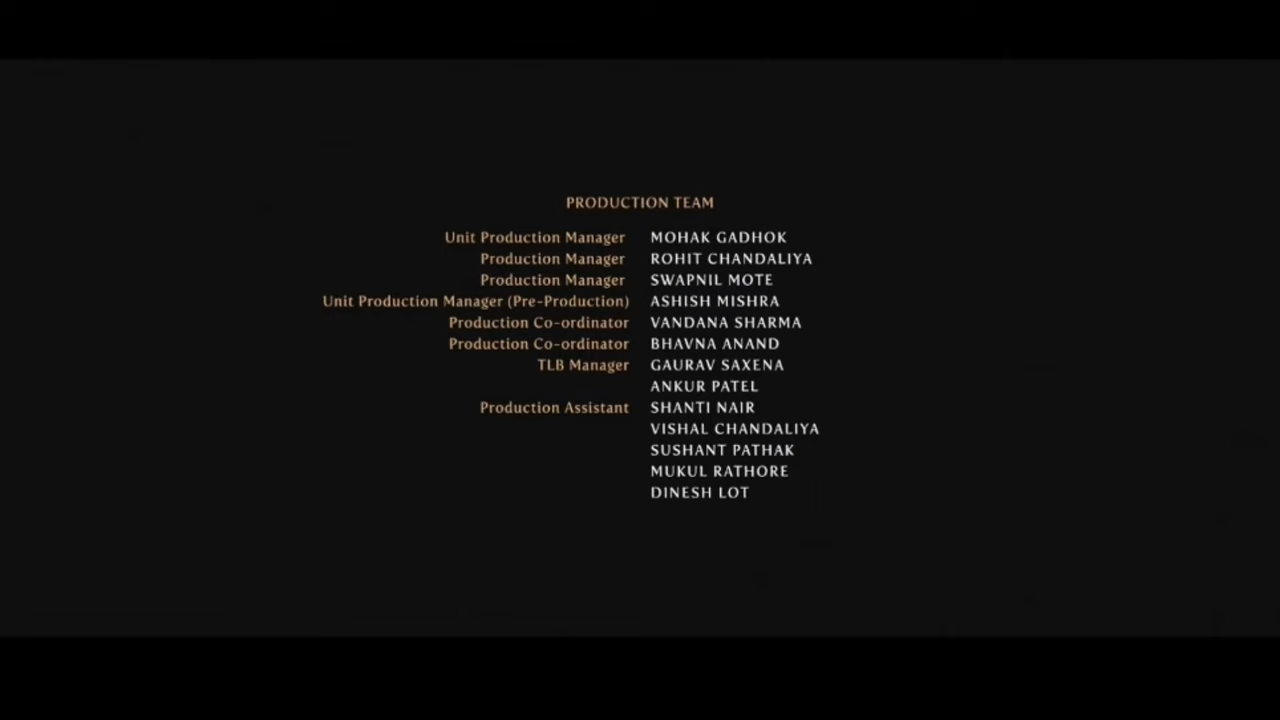 PRODUCTION TEAM
Unit Production Manager MOHAK GADHOK
Production Manager ROHIT CHANDALIYA
Production Manager SWAPNIL MOTE
Unit Production Manager (Pre-Production) ASHISH MISHRA
Production Co-ordinator VANDANA SHARMA
Production Co-ordinator BHAVNA ANAND
TLB Manager GAURAV SAXENA
ANKUR PATEL
Production Assistant SHANTI NAIR
VISHAL CHANDALIYA
SUSHANT PATHAK
MUKUL RATHORE
DINESH LOT